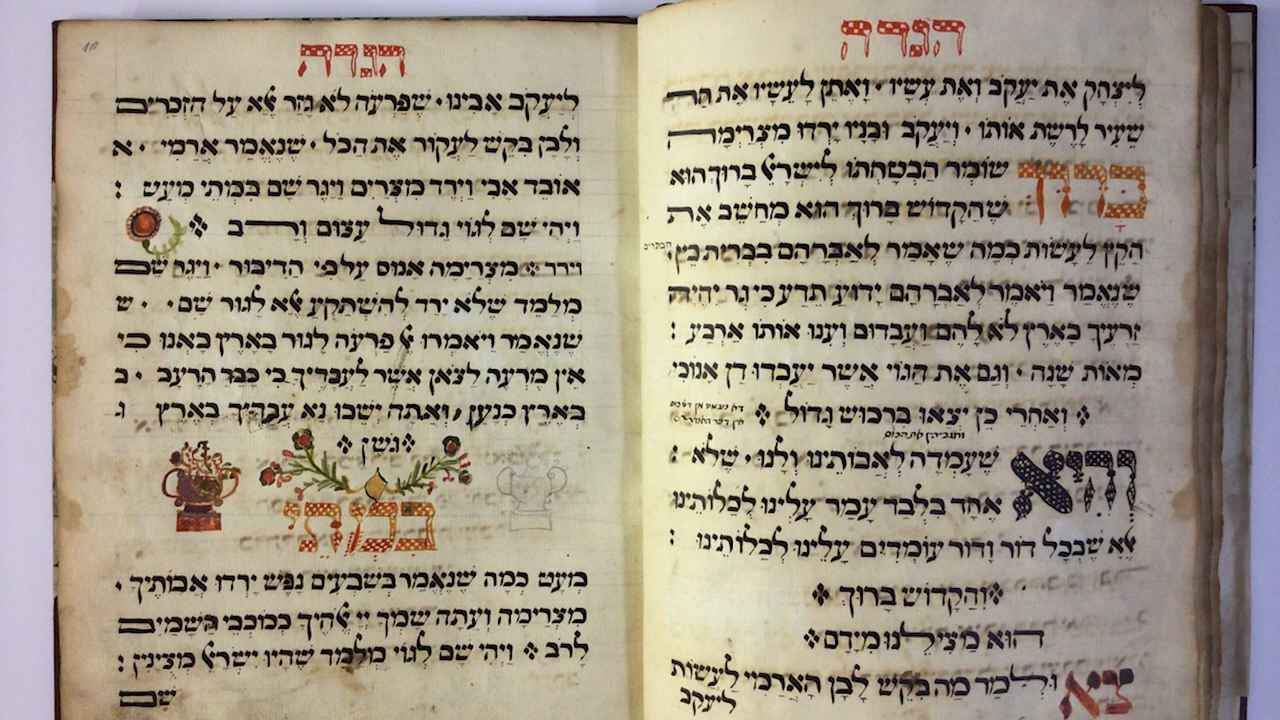 הגדה
ליצחק את יעקב ואת עשיו · ואתן לעשיו את הר
שעיר לרשת אותו · ויעקב ובניו ירדו מצרימה
ברוך שומר הבטחתו לישראל ברוך הוא
שהקדוש ברוך הוא מחשב את
הקץ לעשות כמה שאמר לאברהם בברית בין הבתרים
שנאמר ויאמר לאברהם ידוע תדע כי גר יהיה
זרעך בארץ לא להם ועבדום וענו אותו ארבע :
מאות שנה · וגם את הגוי אשר יעבודו דן אנוכי
ואחרי כן יצאו ברכוש גדול
והיא שעמדה לאבותינו ולנו · שלא :
אחד בלבד עמד עלינו לכלותינו
אלא שבכל דור ודור עומדים עלינו לכלותינו :
והקדוש ברוך
הוא מצילנו מידם
צא ולמד מה בקש לבן הארמי לעשות
ליעקב
הגדה
ליעקב אבינו · שפרעה לא גזר אלא על הזכרים
ולבן בקש לעקור את הכל · שנאמר ארמי · א
אובד אבי וירד מצרים ויגר שם במתי מעט :
ויהי שם לגוי גדול עצום ורב
וירד מצרימה אנוס על פי הדיבור · ויגר שם
מלמד שלא ירד להשתקע אלא לגור שם · ש
שנאמר ויאמרו אל פרעה לגור בארץ באנו כי
אין מרעה לצאן אשר לעבדיך כי כבד הרעב · ב
בארץ כנען, ואתה ישבו נא עבדיך בארץ ג
גשן
במתי
מעט כמה שנאמר בשבעים נפש ירדו אבותיך ·
מצרימה ועתה שמך יי אלהיך ככוכבי השמים
לרב ויהי שם לגוי מלמד שהיו ישראל מצוינין :
שם